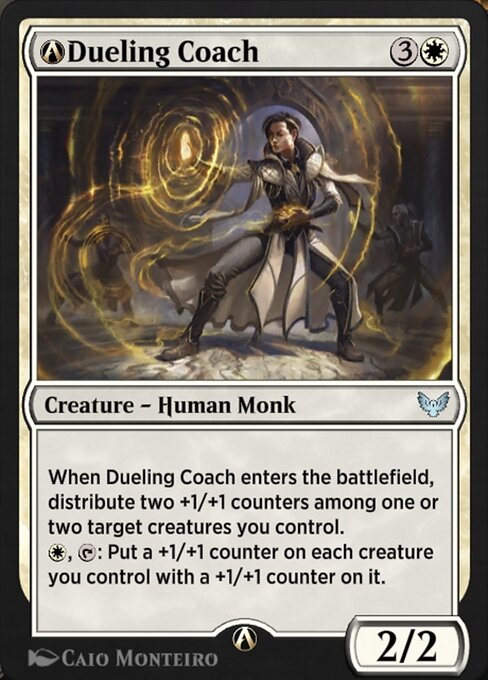 Dueling Coach 3
Creature – Human Monk
When Dueling Coach enters the battlefield,
distribute two +1/+1 counters among one or
two target creatures you control.
: Put a +1/+1 counter on each creature
you control with a +1/+1 counter on it.
2/2
Caio Monteiro